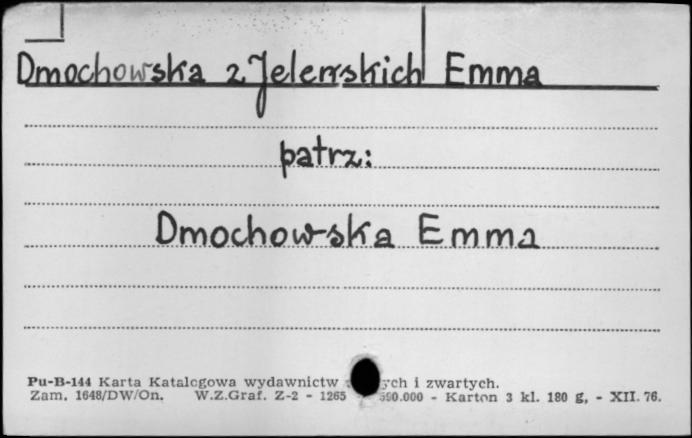 Dmochowska z Jeleńskich Emma
patrz:
Dmochowska Emma
Pu-B-144 Karta Katalogowa wydawnictw i zwartych.
Zam. 1648/DW/On. W.Z.Graf. Z-2 - 1265 - Karton 3 kl. 180 g, - XII. 76.